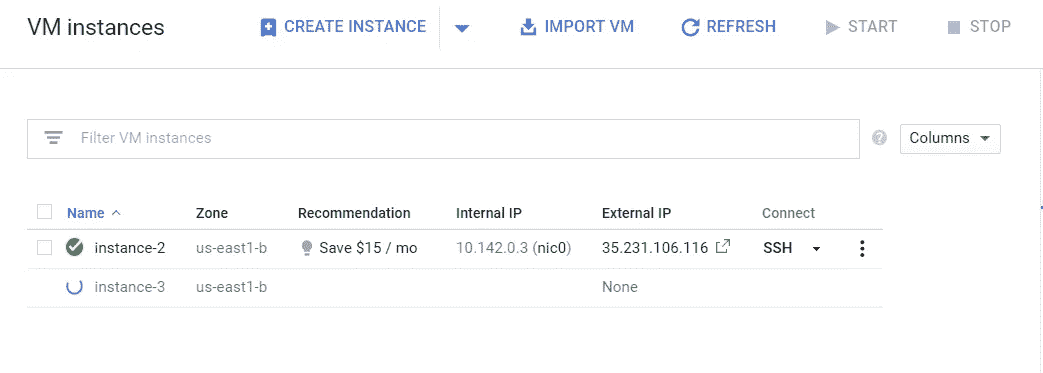 VM instances CREATE INSTANCE IMPORT VM REFRESH START STOP
Filter VM instances ? Columns
Name Zone Recommendation Internal IP External IP Connect
instance-2 us-east1-b Save $15 / mo 10.142.0.3 (nic0) 35.231.106.116 SSH
instance-3 us-east1-b None